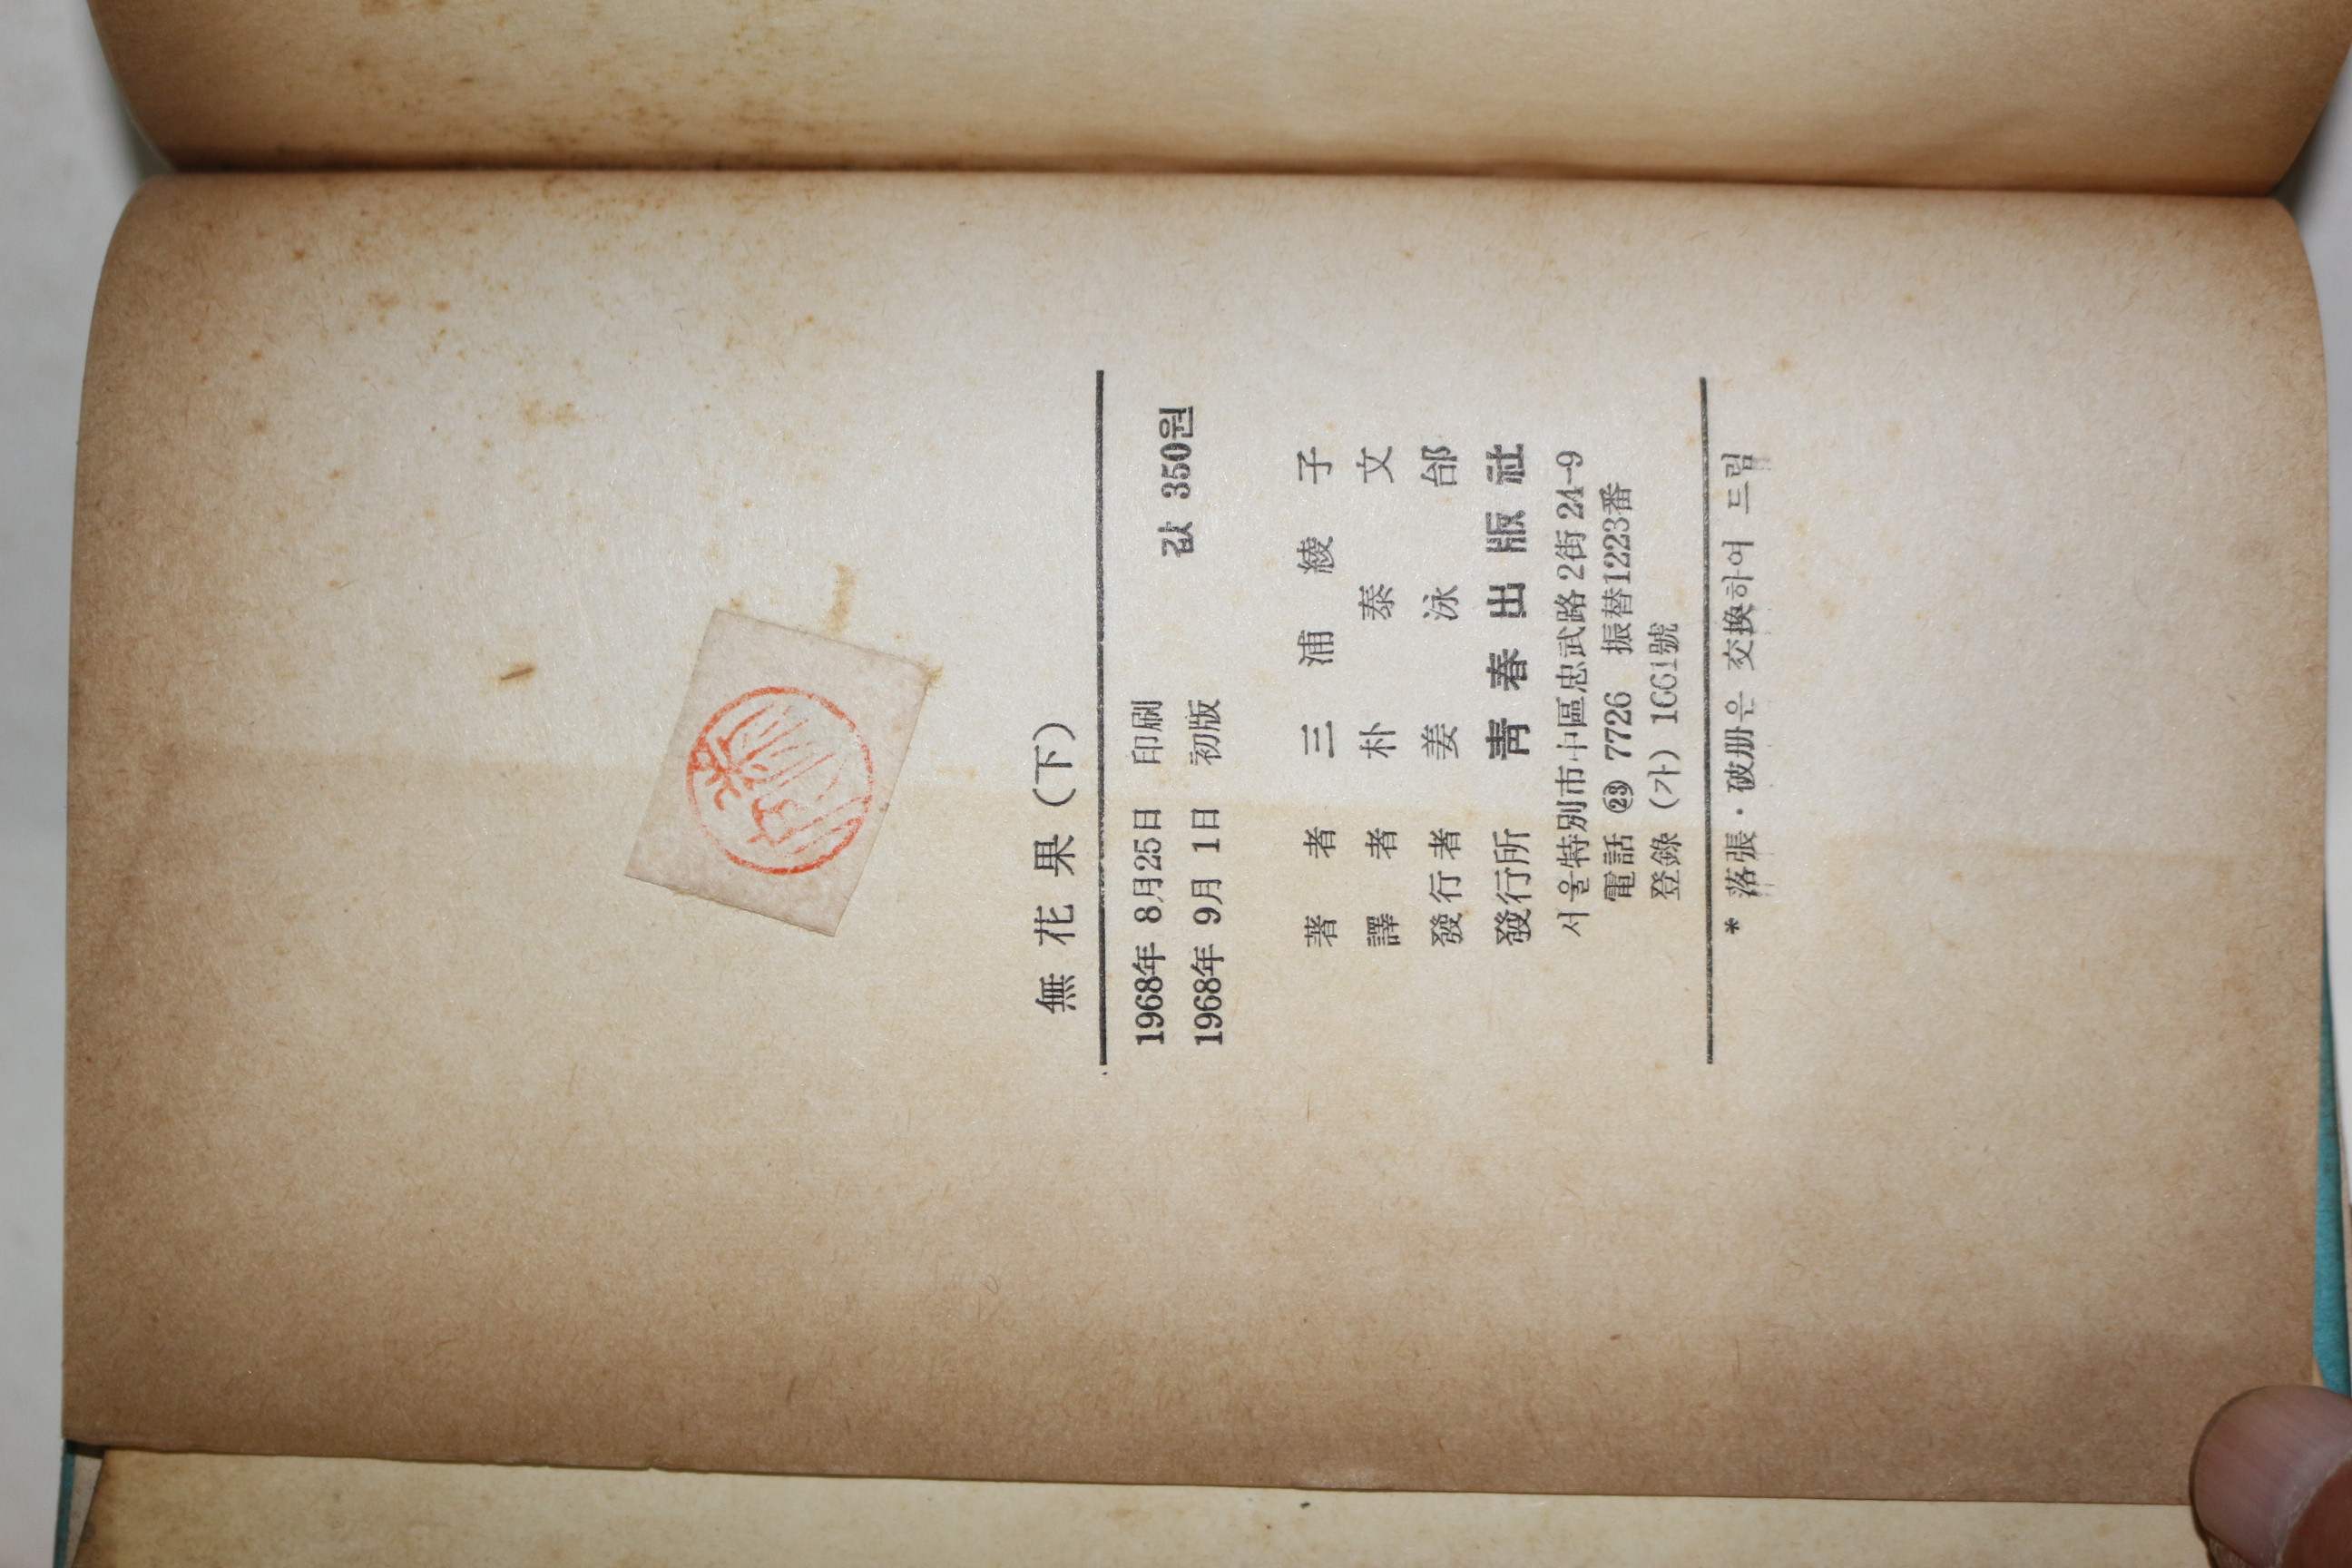 無花果(下)
1968年 8月25日 印刷
값 350원
1968年 9月 1日 初版
著者 三浦綾子
譯者 朴泰文
發行者 姜泳邰
發行所 靑春出版社
서울特別市中區忠武路2街24-9
電話 ㉓ 7726 振替1223番
登錄 (가) 1661號
* 落張·破册은 交換하여 드림